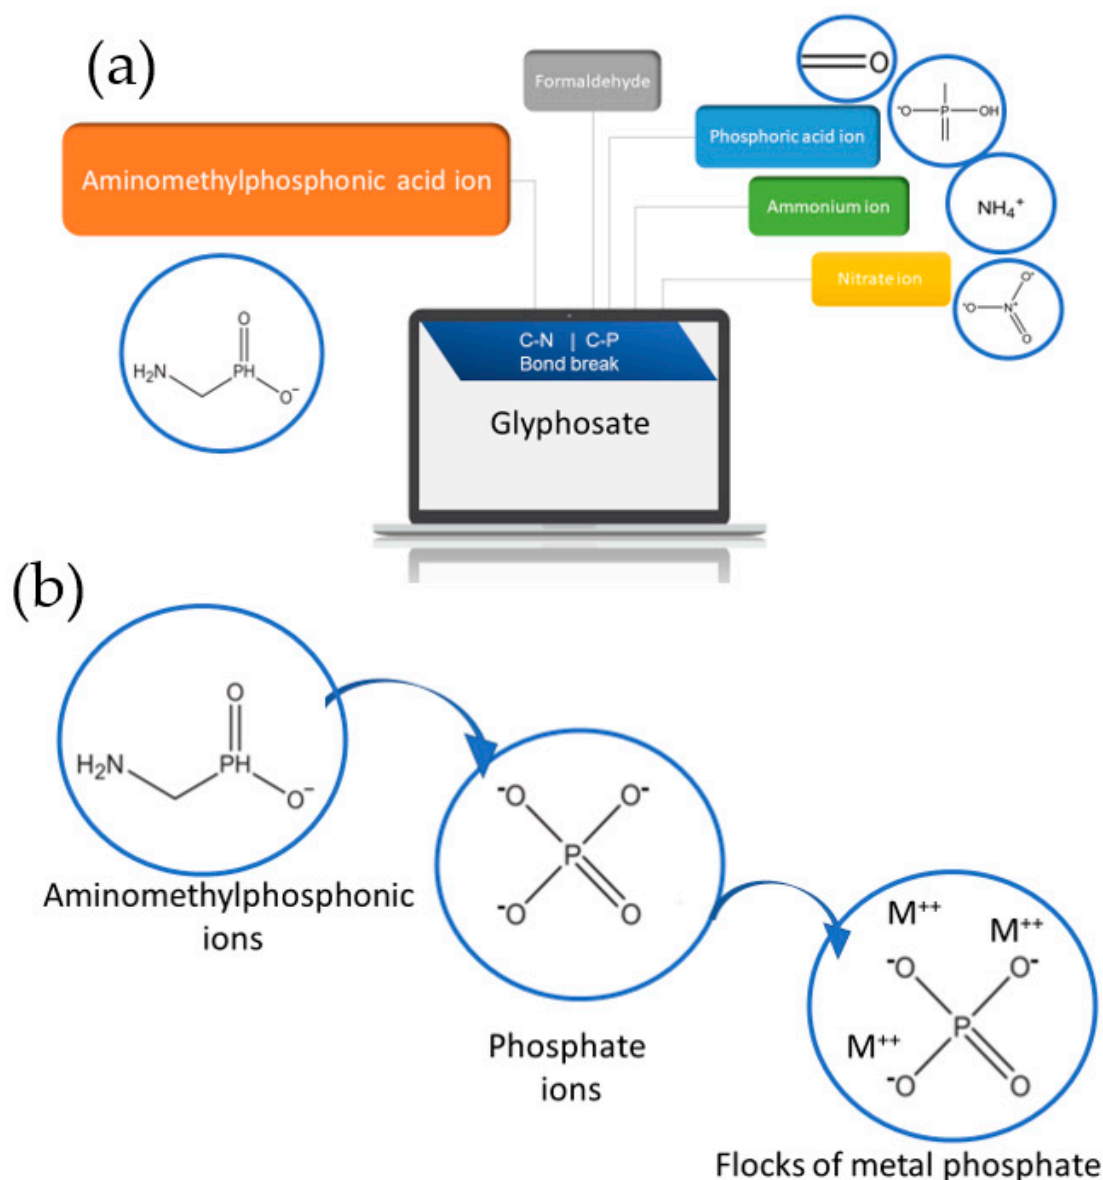 (a)
Formaldehyde
O
Aminomethylphosphonic acid ion
Phosphoric acid ion
⁻O P OH
Ammonium ion
NH₄⁺
Nitrate ion
O⁺
⁻O N⁺
O
O
H₂N PH
O⁻
C-N | C-P
Bond break
Glyphosate
(b)
O
H₂N PH
O⁻
Aminomethylphosphonic
ions
⁻O O⁻
P
⁻O O
Phosphate
ions
M⁺⁺
M⁺⁺
⁻O O⁻
P
M⁺⁺
⁻O O
Flocks of metal phosphate